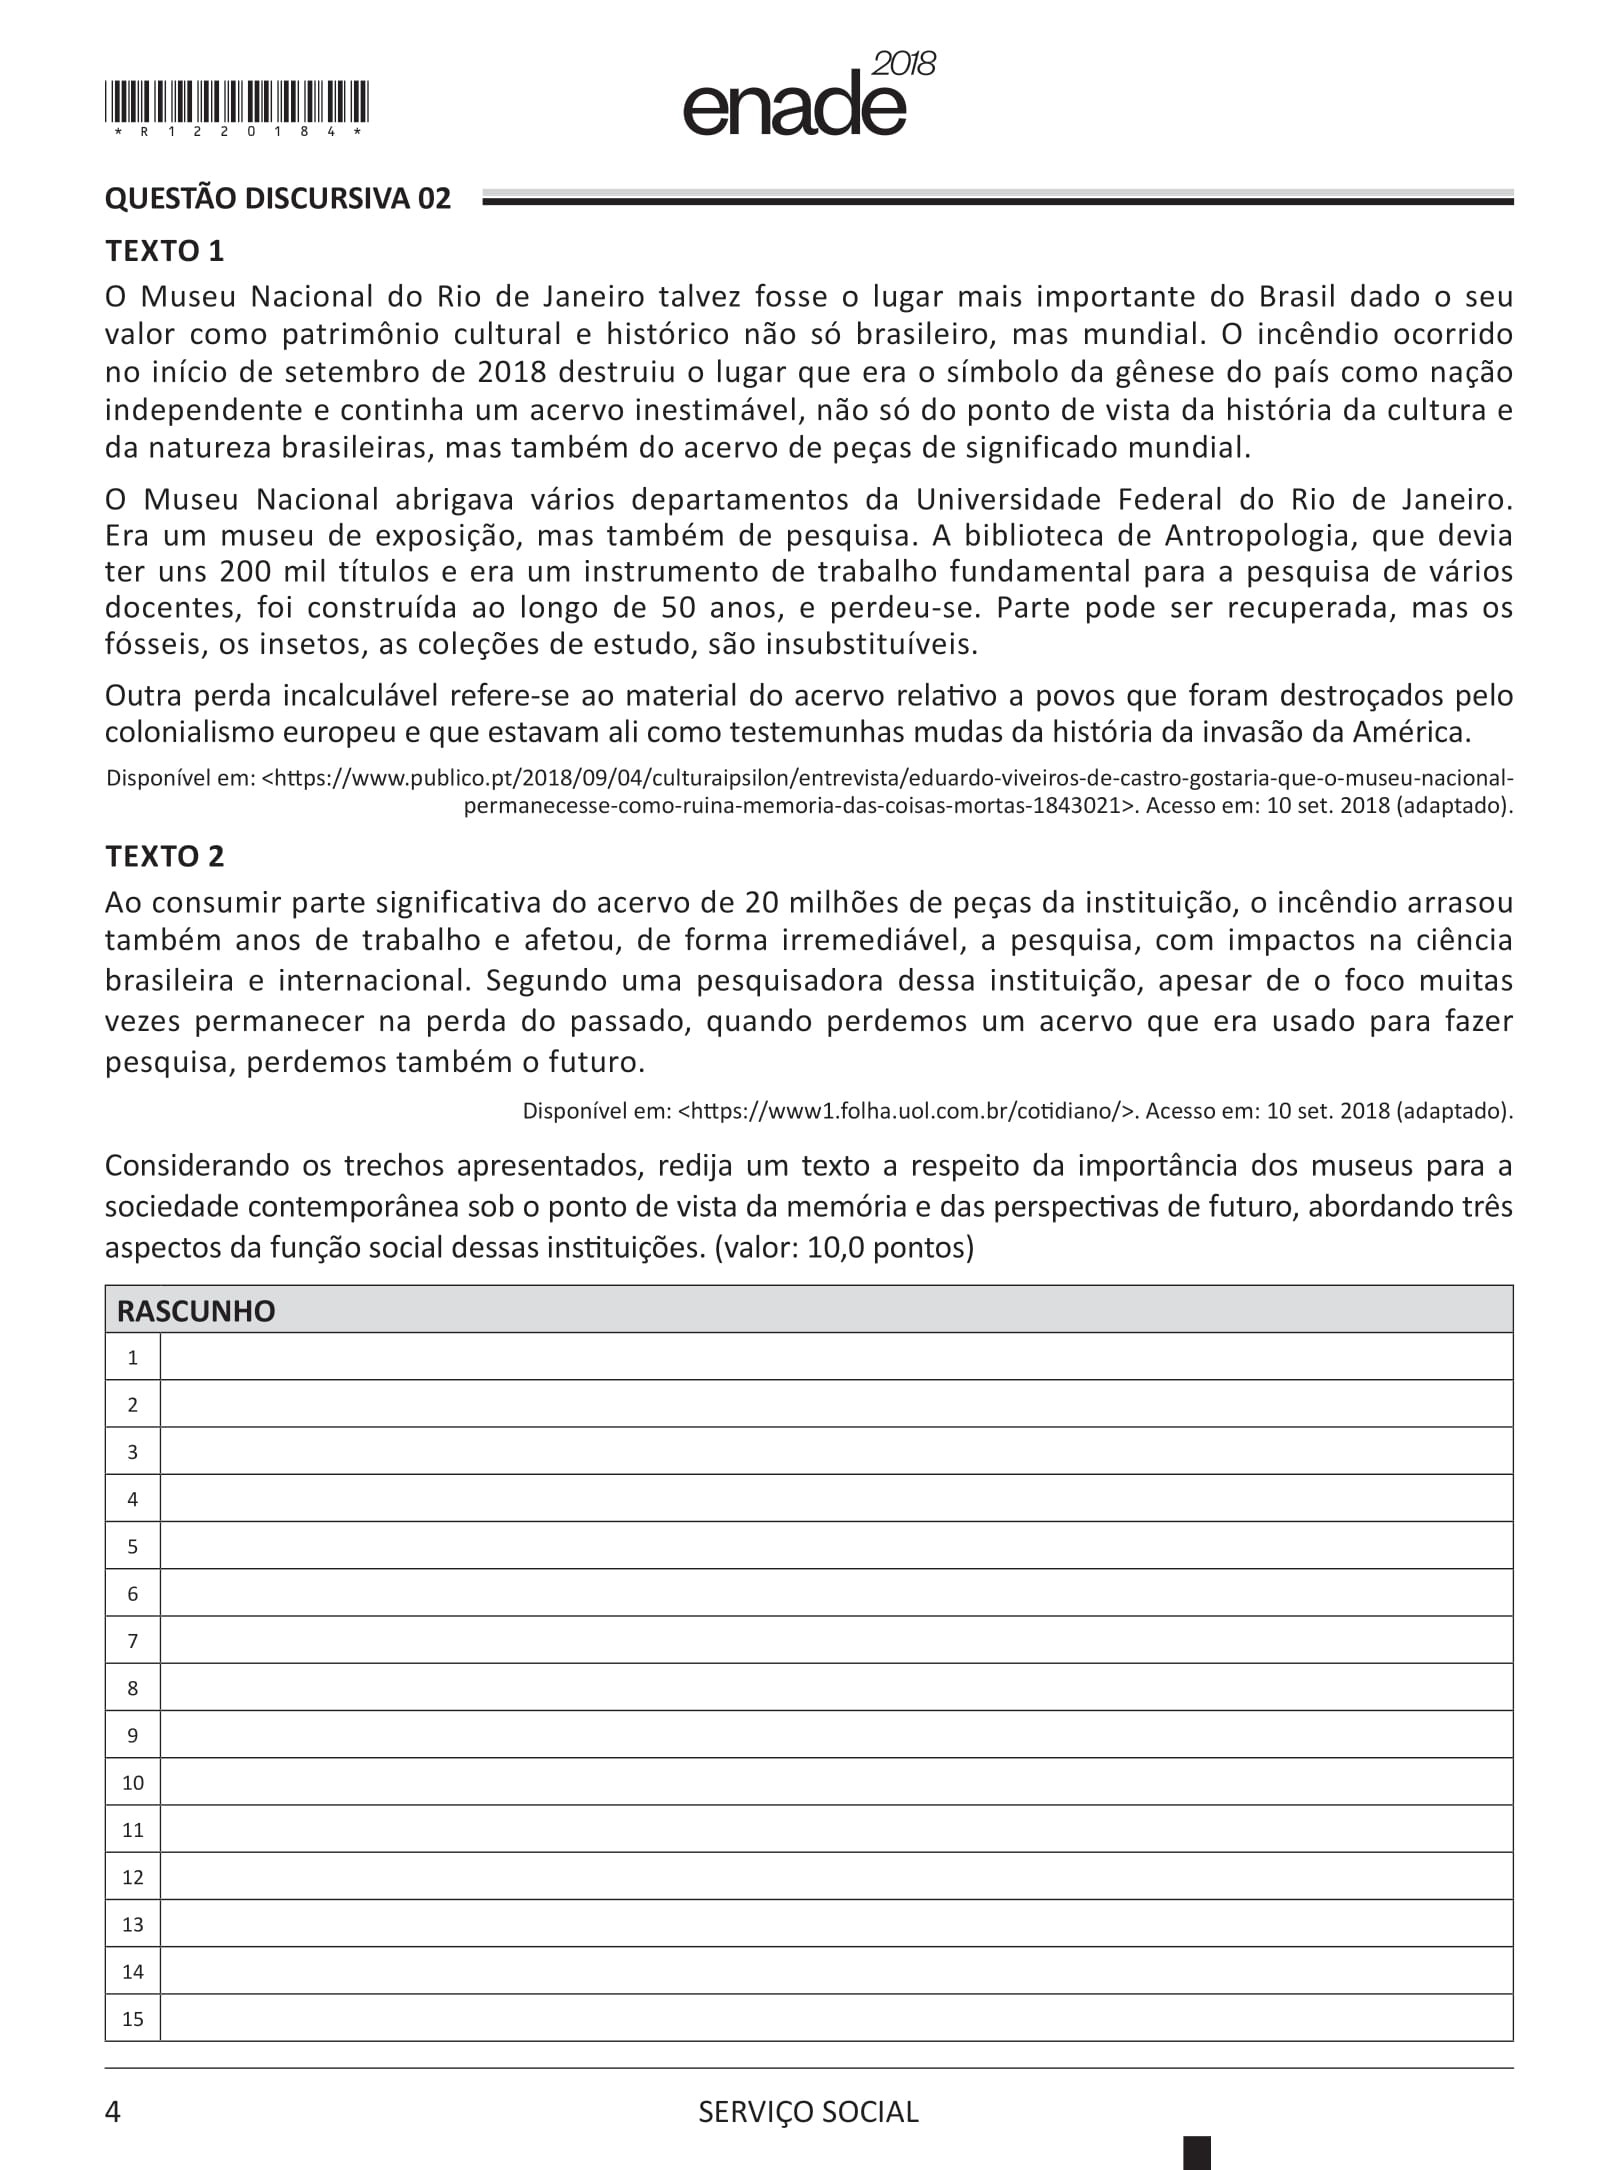 * R 1 2 2 0 1 8 4 *
enade 2018
QUESTÃO DISCURSIVA 02
TEXTO 1
O Museu Nacional do Rio de Janeiro talvez fosse o lugar mais importante do Brasil dado o seu
valor como patrimônio cultural e histórico não só brasileiro, mas mundial. O incêndio ocorrido
no início de setembro de 2018 destruiu o lugar que era o símbolo da gênese do país como nação
independente e continha um acervo inestimável, não só do ponto de vista da história da cultura e
da natureza brasileiras, mas também do acervo de peças de significado mundial.
O Museu Nacional abrigava vários departamentos da Universidade Federal do Rio de Janeiro.
Era um museu de exposição, mas também de pesquisa. A biblioteca de Antropologia, que devia
ter uns 200 mil títulos e era um instrumento de trabalho fundamental para a pesquisa de vários
docentes, foi construída ao longo de 50 anos, e perdeu-se. Parte pode ser recuperada, mas os
fósseis, os insetos, as coleções de estudo, são insubstituíveis.
Outra perda incalculável refere-se ao material do acervo relativo a povos que foram destroçados pelo
colonialismo europeu e que estavam ali como testemunhas mudas da história da invasão da América.
Disponível em: <https://www.publico.pt/2018/09/04/culturaipsilon/entrevista/eduardo-viveiros-de-castro-gostaria-que-o-museu-nacional-
permanecesse-como-ruina-memoria-das-coisas-mortas-1843021>. Acesso em: 10 set. 2018 (adaptado).
TEXTO 2
Ao consumir parte significativa do acervo de 20 milhões de peças da instituição, o incêndio arrasou
também anos de trabalho e afetou, de forma irremediável, a pesquisa, com impactos na ciência
brasileira e internacional. Segundo uma pesquisadora dessa instituição, apesar de o foco muitas
vezes permanecer na perda do passado, quando perdemos um acervo que era usado para fazer
pesquisa, perdemos também o futuro.
Disponível em: <https://www1.folha.uol.com.br/cotidiano/>. Acesso em: 10 set. 2018 (adaptado).
Considerando os trechos apresentados, redija um texto a respeito da importância dos museus para a
sociedade contemporânea sob o ponto de vista da memória e das perspectivas de futuro, abordando três
aspectos da função social dessas instituições. (valor: 10,0 pontos)
RASCUNHO
1
2
3
4
5
6
7
8
9
10
11
12
13
14
15
4 SERVIÇO SOCIAL